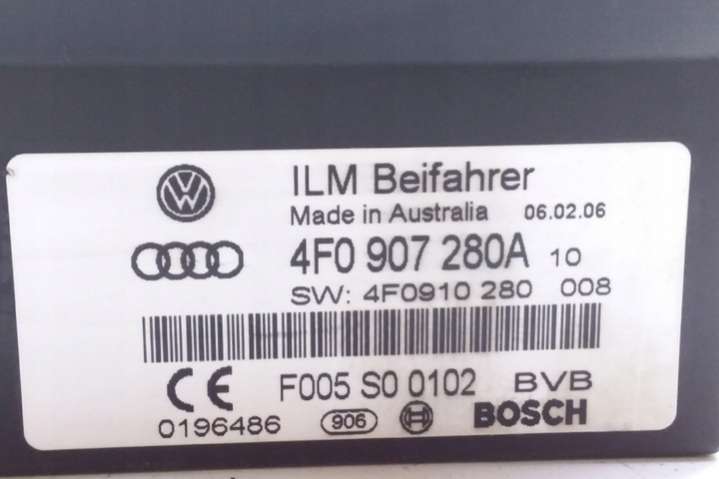 ILM Beifahrer
Made in Australia 06.02.06
4F0 907 280A 10
SW: 4F0910 280 008
CE F005 S0 0102 BVB
0196486 906 BOSCH